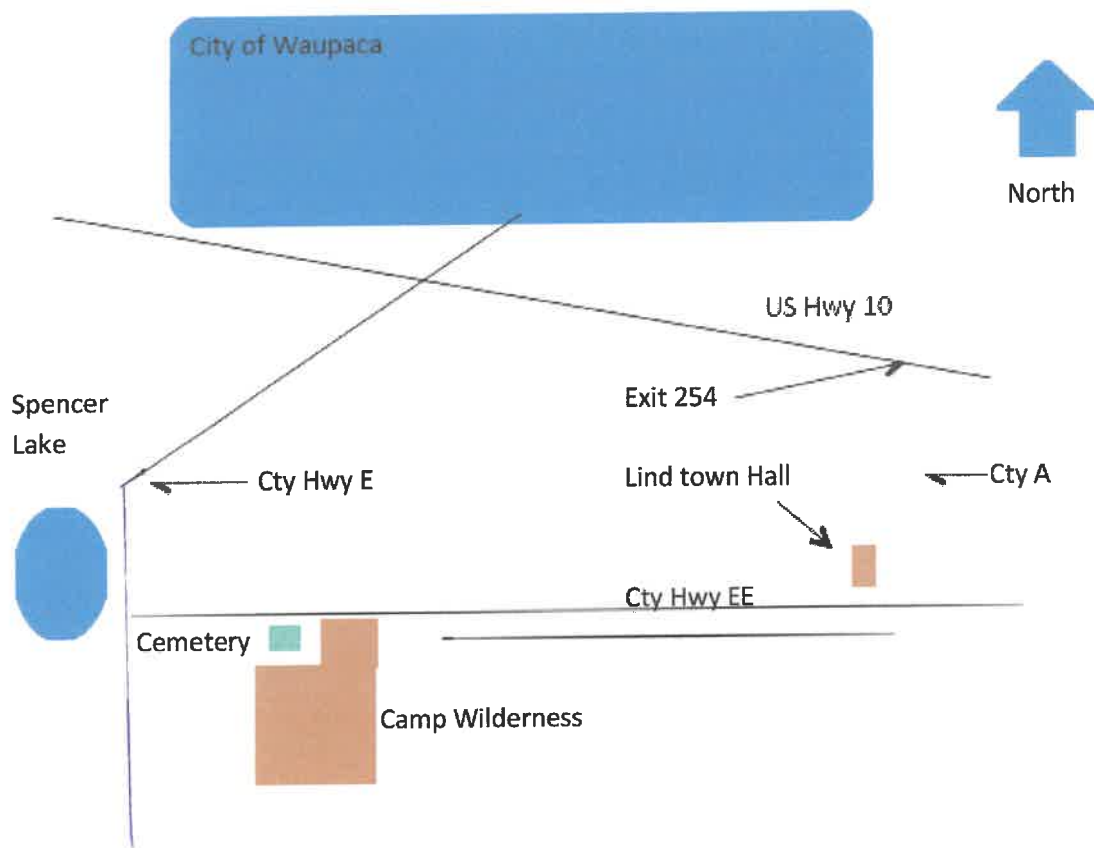 City of Waupaca
North
US Hwy 10
Exit 254
Spencer
Lake
Cty Hwy E
Lind town Hall
Cty A
Cty Hwy EE
Cemetery
Camp Wilderness